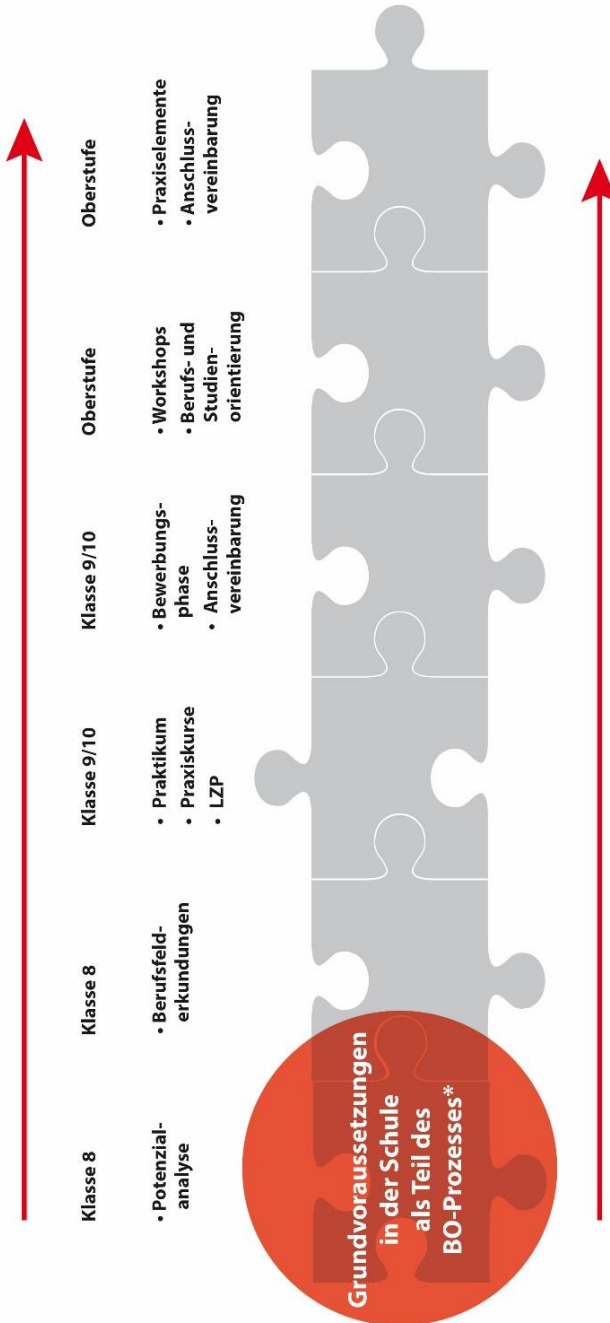 Klasse 8
• Potenzial-
analyse
Klasse 8
• Berufsfeld-
erkundungen
Klasse 9/10
• Praktikum
• Praxiskurse
• LZP
Klasse 9/10
• Bewerbungs-
phase
• Anschluss-
vereinbarung
Oberstufe
• Workshops
• Berufs- und
Studien-
orientierung
Oberstufe
• Praxiselemente
• Anschluss-
vereinbarung
Grundvoraussetzungen
in der Schule
als Teil des
BO-Prozesses*